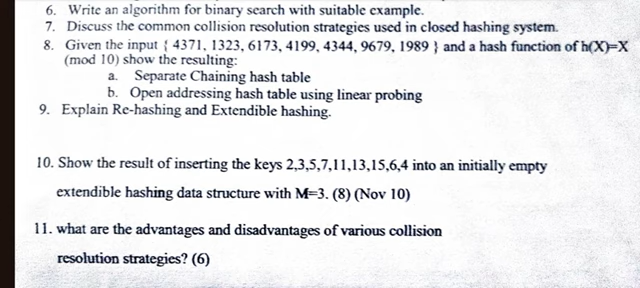 6. Write an algorithm for binary search with suitable example.
7. Discuss the common collision resolution strategies used in closed hashing system.
8. Given the input { 4371, 1323, 6173, 4199, 4344, 9679, 1989 } and a hash function of h(X)=X
(mod 10) show the resulting:
a. Separate Chaining hash table
b. Open addressing hash table using linear probing
9. Explain Re-hashing and Extendible hashing.
10. Show the result of inserting the keys 2,3,5,7,11,13,15,6,4 into an initially empty
extendible hashing data structure with M=3. (8) (Nov 10)
11. what are the advantages and disadvantages of various collision
resolution strategies? (6)